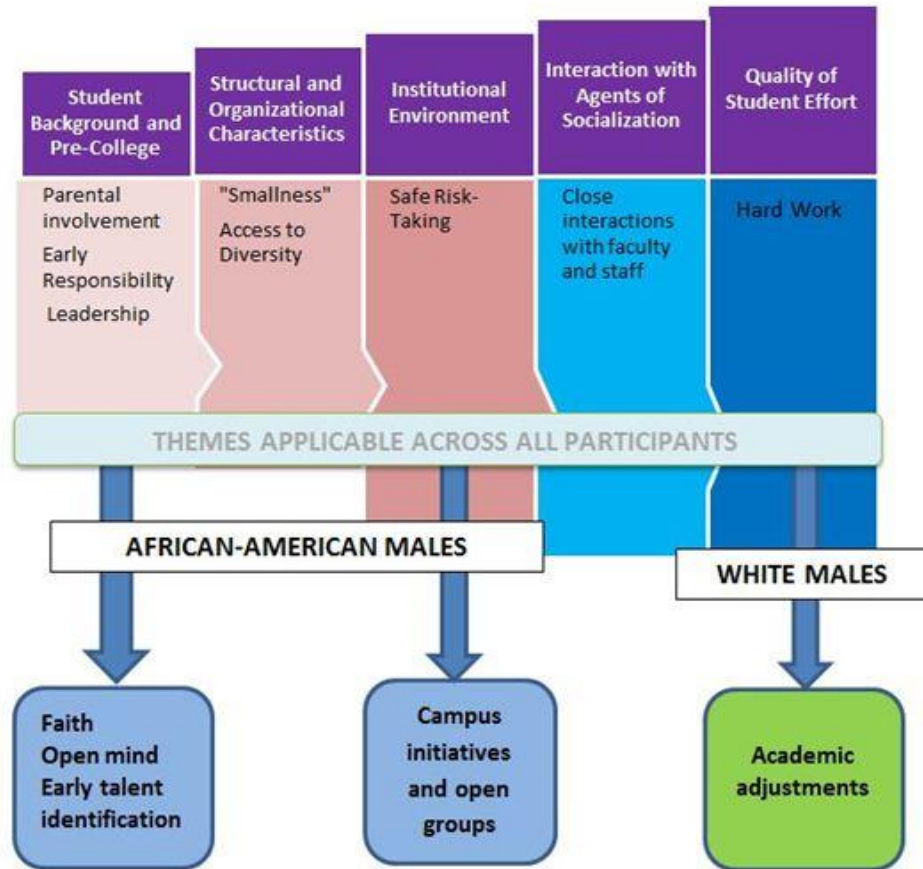 Student
Background and
Pre-College
Structural and
Organizational
Characteristics
Institutional
Environment
Interaction with
Agents of
Socialization
Quality of
Student Effort
Parental
involvement
Early
Responsibility
Leadership
"Smallness"
Access to
Diversity
Safe Risk-
Taking
Close
interactions
with faculty
and staff
Hard Work
THEMES APPLICABLE ACROSS ALL PARTICIPANTS
AFRICAN-AMERICAN MALES
WHITE MALES
Faith
Open mind
Early talent
identification
Campus
initiatives
and open
groups
Academic
adjustments